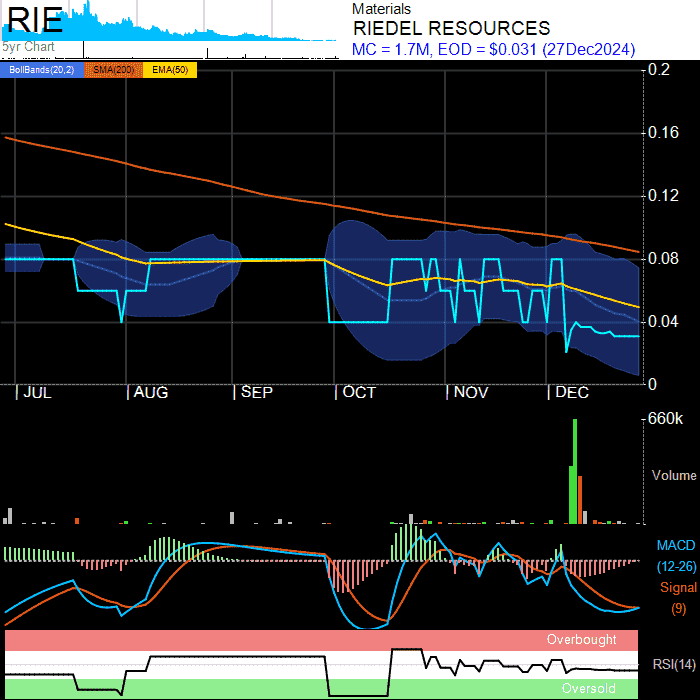 RIE
5yr Chart
Materials
RIEDEL RESOURCES
MC = 1.7M, EOD = $0.031 (27Dec2024)
BollBands(20,2) SMA(200) EMA(50)
0.2
0.16
0.12
0.08
0.04
0
JUL AUG SEP OCT NOV DEC
660k
Volume
MACD
(12-26)
Signal
(9)
Overbought
RSI(14)
Oversold